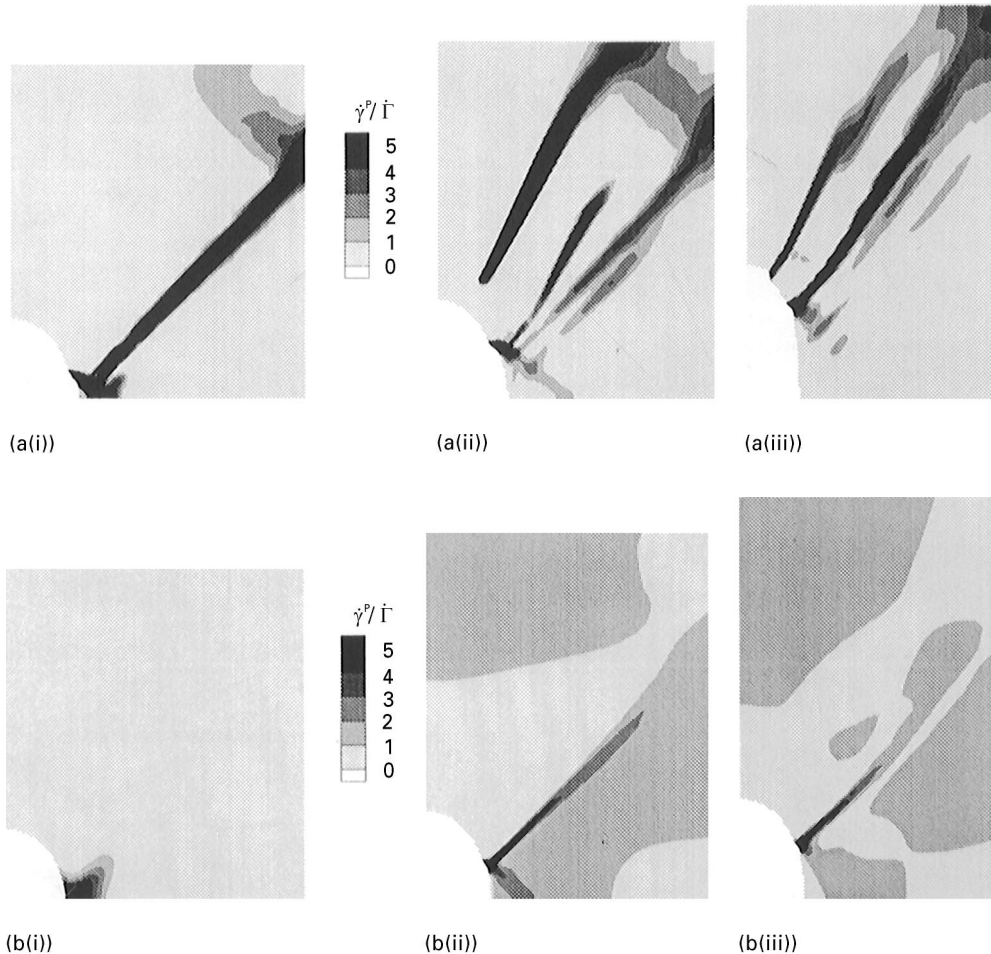 γ̇ᴾ/ Γ̇
5
4
3
2
1
0
(a(i))
(a(ii))
(a(iii))
γ̇ᴾ/ Γ̇
5
4
3
2
1
0
(b(i))
(b(ii))
(b(iii))